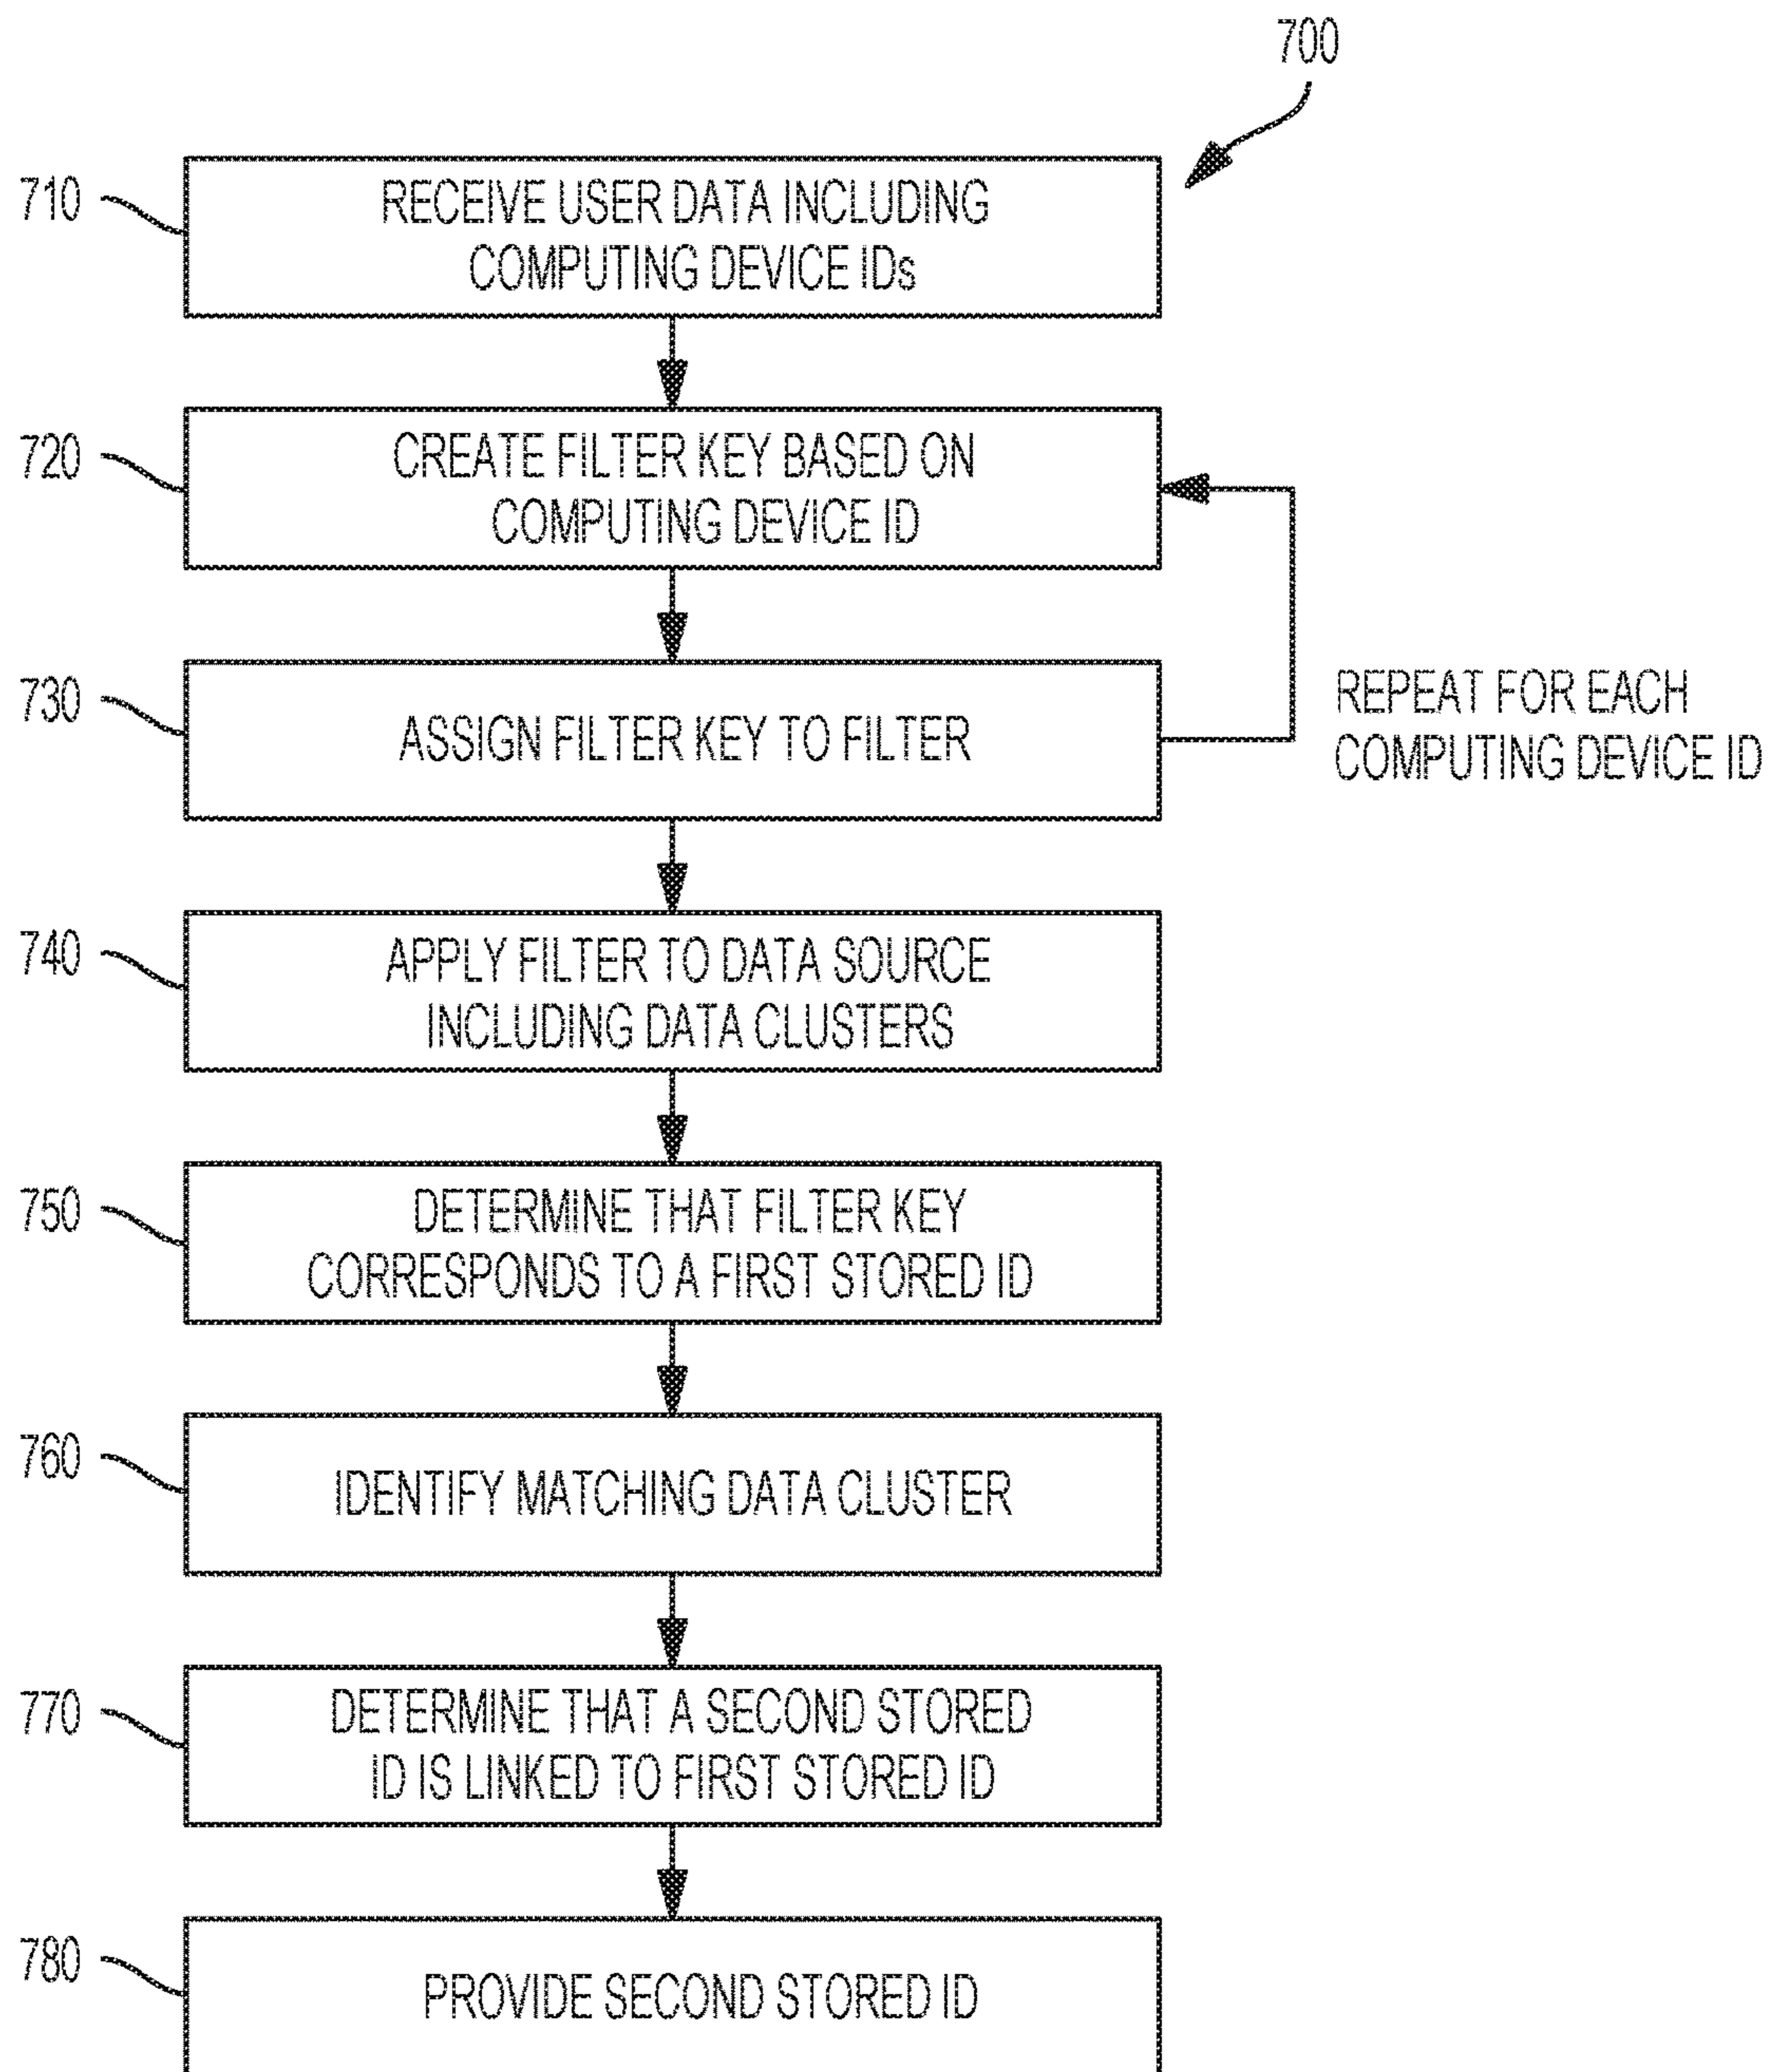 700
710
RECEIVE USER DATA INCLUDING
COMPUTING DEVICE IDs
720
CREATE FILTER KEY BASED ON
COMPUTING DEVICE ID
730
ASSIGN FILTER KEY TO FILTER
REPEAT FOR EACH
COMPUTING DEVICE ID
740
APPLY FILTER TO DATA SOURCE
INCLUDING DATA CLUSTERS
750
DETERMINE THAT FILTER KEY
CORRESPONDS TO A FIRST STORED ID
760
IDENTIFY MATCHING DATA CLUSTER
770
DETERMINE THAT A SECOND STORED
ID IS LINKED TO FIRST STORED ID
780
PROVIDE SECOND STORED ID